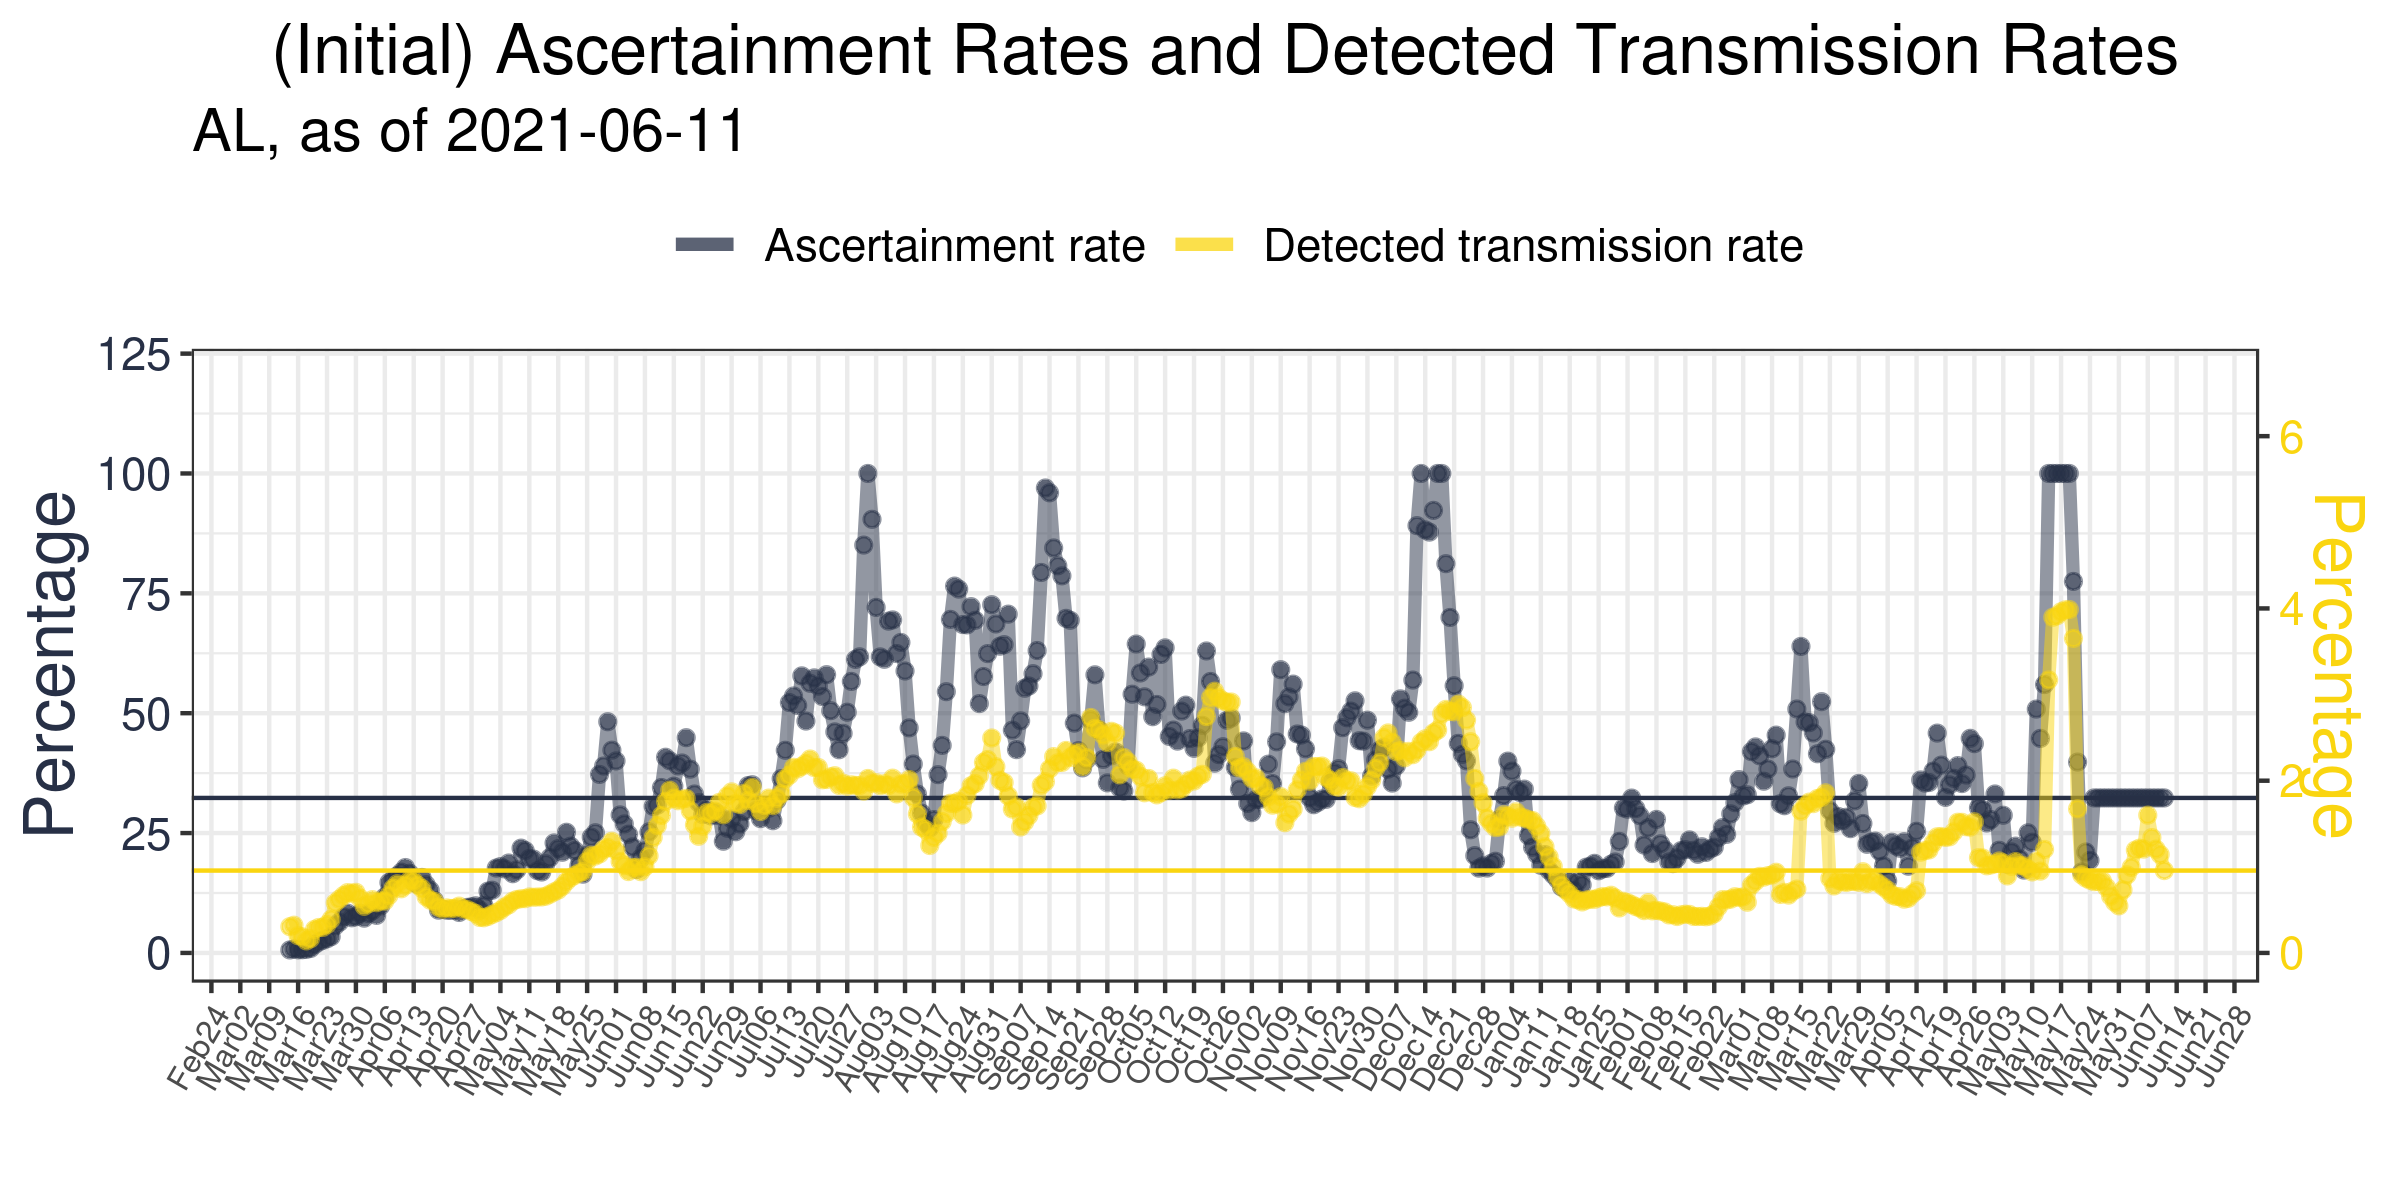 (Initial) Ascertainment Rates and Detected Transmission Rates
AL, as of 2021-06-11
Ascertainment rate
Detected transmission rate
Percentage
125
100
75
50
25
0
6
4
2
0
Percentage
Feb24
Mar02
Mar09
Mar16
Mar23
Mar30
Apr06
Apr13
Apr20
Apr27
May04
May11
May18
May25
Jun01
Jun08
Jun15
Jun22
Jun29
Jul06
Jul13
Jul20
Jul27
Aug03
Aug10
Aug17
Aug24
Aug31
Sep07
Sep14
Sep21
Sep28
Oct05
Oct12
Oct19
Oct26
Nov02
Nov09
Nov16
Nov23
Nov30
Dec07
Dec14
Dec21
Dec28
Jan04
Jan11
Jan18
Jan25
Feb01
Feb08
Feb15
Feb22
Mar01
Mar08
Mar15
Mar22
Mar29
Apr05
Apr12
Apr19
Apr26
May03
May10
May17
May24
May31
Jun07
Jun14
Jun21
Jun28